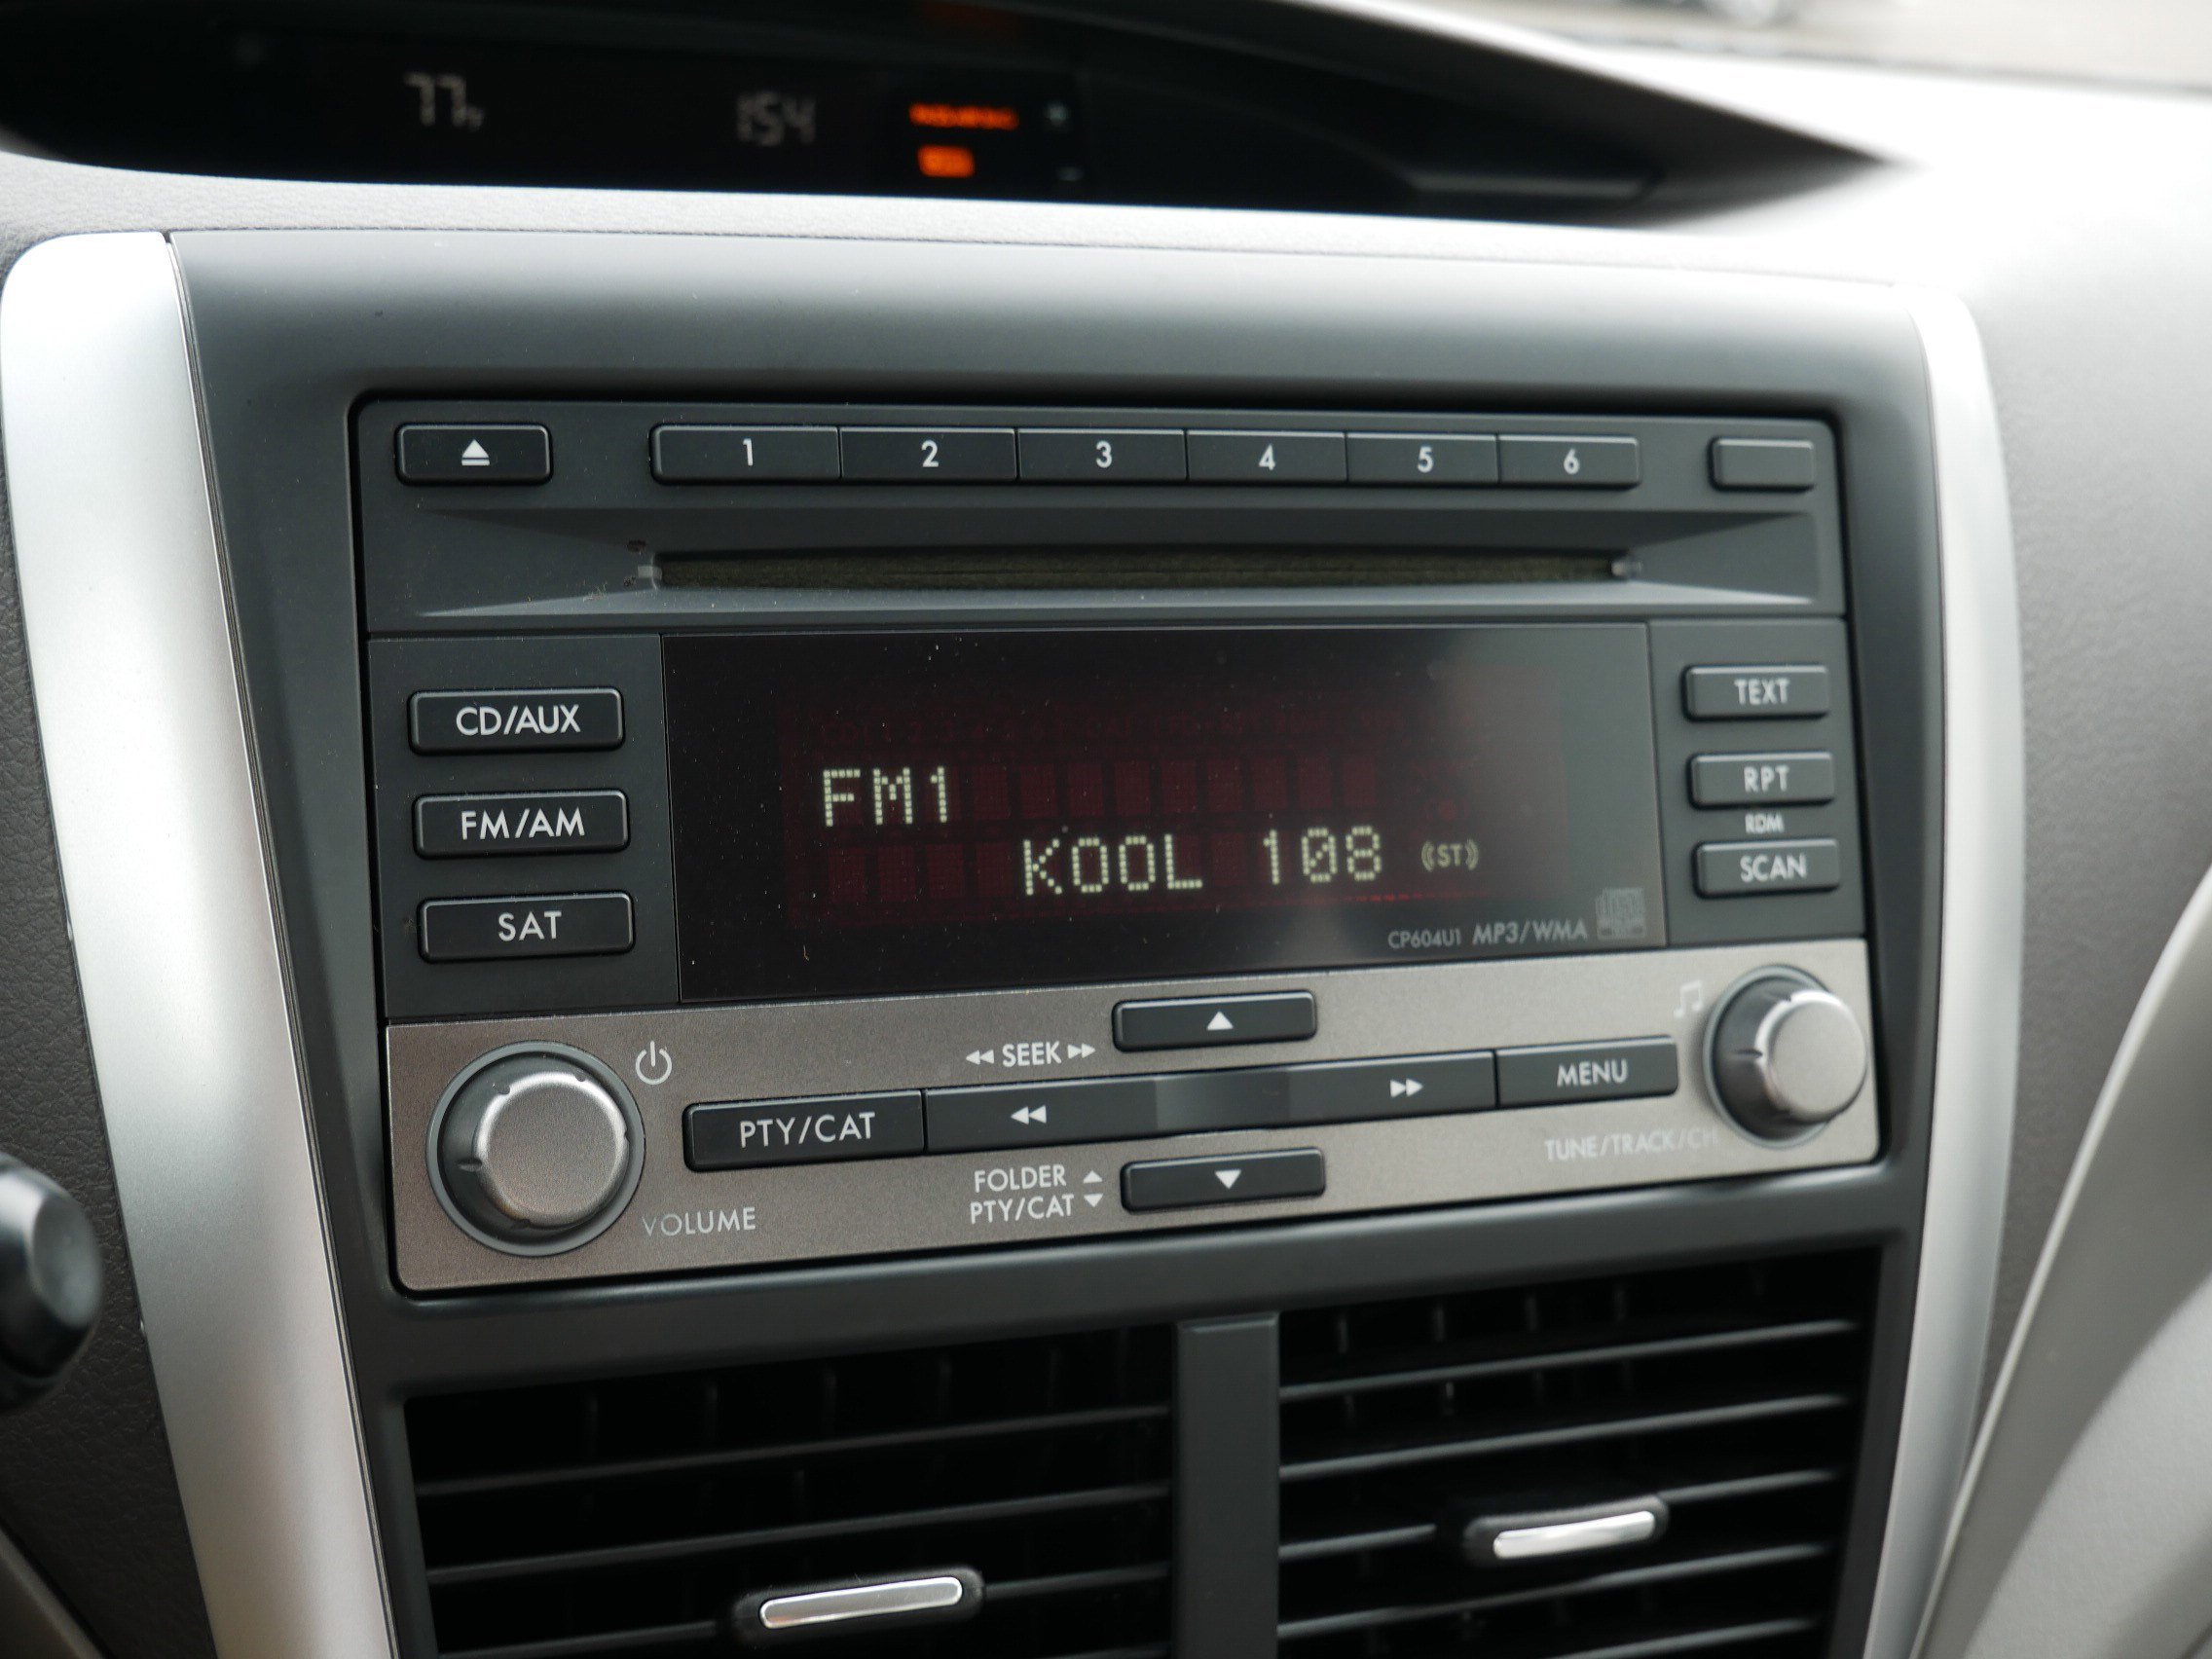 77F
154
1 2 3 4 5 6
CD/AUX
TEXT
FM1
RPT
FM/AM
RDM
KOOL 108 ST
SCAN
SAT
CP604U1 MP3/WMA
SEEK
MENU
PTY/CAT
TUNE/TRACK/CH
FOLDER
PTY/CAT
VOLUME